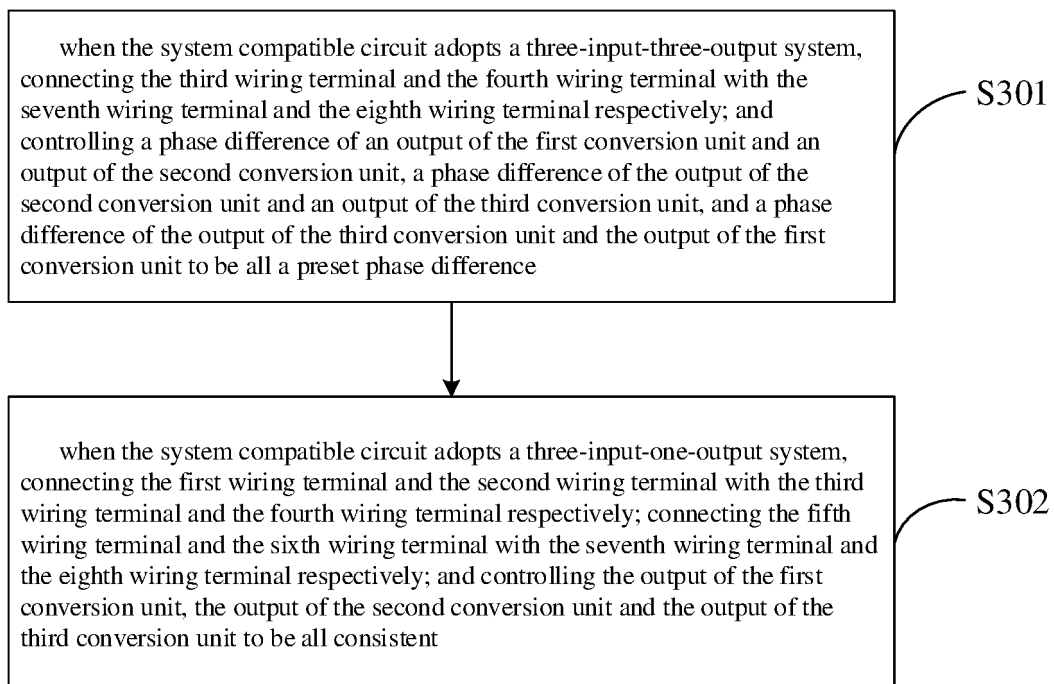 when the system compatible circuit adopts a three-input-three-output system,
connecting the third wiring terminal and the fourth wiring terminal with the
seventh wiring terminal and the eighth wiring terminal respectively; and
controlling a phase difference of an output of the first conversion unit and an
output of the second conversion unit, a phase difference of the output of the
second conversion unit and an output of the third conversion unit, and a phase
difference of the output of the third conversion unit and the output of the first
conversion unit to be all a preset phase difference
S301
when the system compatible circuit adopts a three-input-one-output system,
connecting the first wiring terminal and the second wiring terminal with the third
wiring terminal and the fourth wiring terminal respectively; connecting the fifth
wiring terminal and the sixth wiring terminal with the seventh wiring terminal and
the eighth wiring terminal respectively; and controlling the output of the first
conversion unit, the output of the second conversion unit and the output of the
third conversion unit to be all consistent
S302